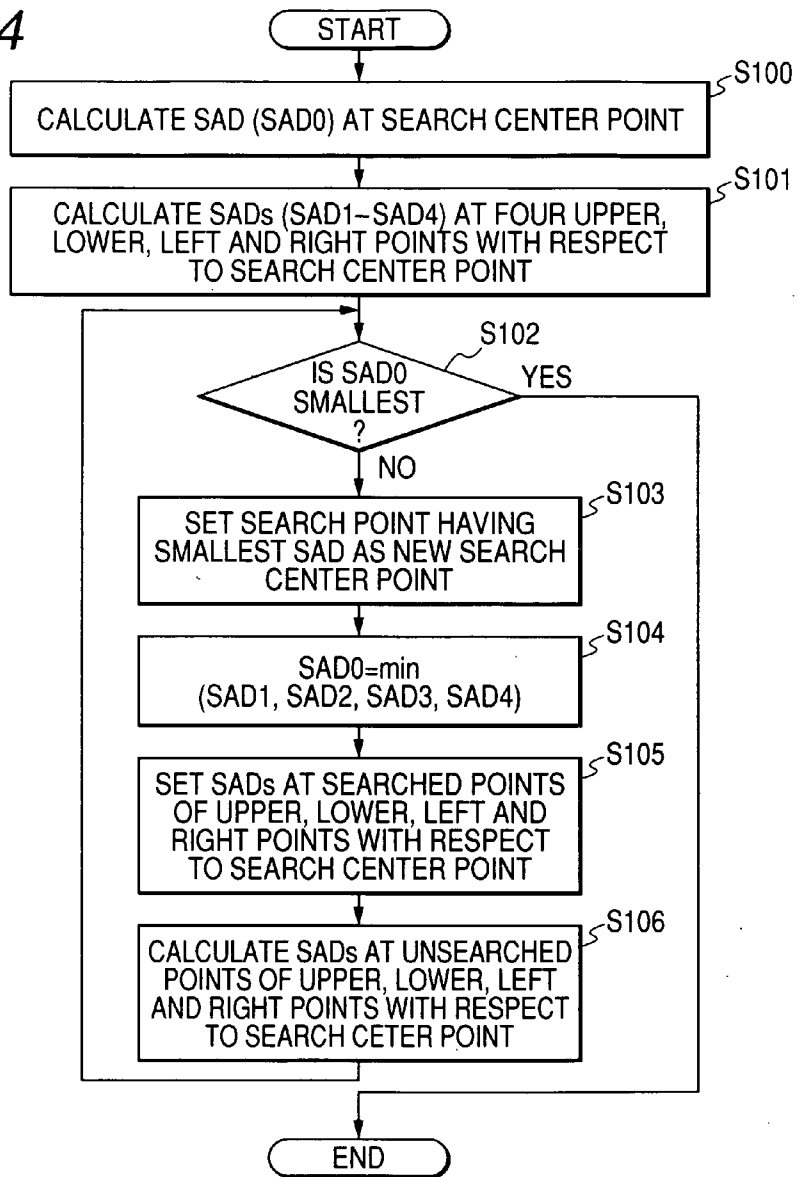 4
START
S100
CALCULATE SAD (SAD0) AT SEARCH CENTER POINT
S101
CALCULATE SADs (SAD1–SAD4) AT FOUR UPPER,
LOWER, LEFT AND RIGHT POINTS WITH RESPECT
TO SEARCH CENTER POINT
S102
IS SAD0
SMALLEST
?
YES
NO
S103
SET SEARCH POINT HAVING
SMALLEST SAD AS NEW SEARCH
CENTER POINT
S104
SAD0=min
(SAD1, SAD2, SAD3, SAD4)
S105
SET SADs AT SEARCHED POINTS
OF UPPER, LOWER, LEFT AND
RIGHT POINTS WITH RESPECT
TO SEARCH CENTER POINT
S106
CALCULATE SADs AT UNSEARCHED
POINTS OF UPPER, LOWER, LEFT
AND RIGHT POINTS WITH RESPECT
TO SEARCH CETER POINT
END